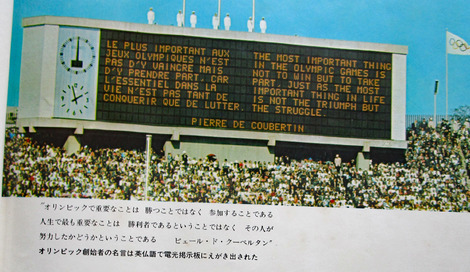 LE PLUS IMPORTANT AUX
JEUX OLYMPIQUES N'EST
PAS D'Y VAINCRE MAIS
D'Y PRENDRE PART, CAR
L'ESSENTIEL DANS LA
VIE N'EST PAS TANT DE
CONQUERIR QUE DE LUTTER.
THE MOST IMPORTANT THING
IN THE OLYMPIC GAMES IS
NOT TO WIN BUT TO TAKE
PART. JUST AS THE MOST
IMPORTANT THING IN LIFE
IS NOT THE TRIUMPH BUT
THE STRUGGLE.
PIERRE DE COUBERTIN
"オリンピックで重要なことは 勝つことではなく 参加することである
人生で最も重要なことは 勝利者であるということではなく その人が
努力したかどうかということである ピエール・ド・クーベルタン"
オリンピック創始者の名言は英仏語で電光掲示板にえがき出された